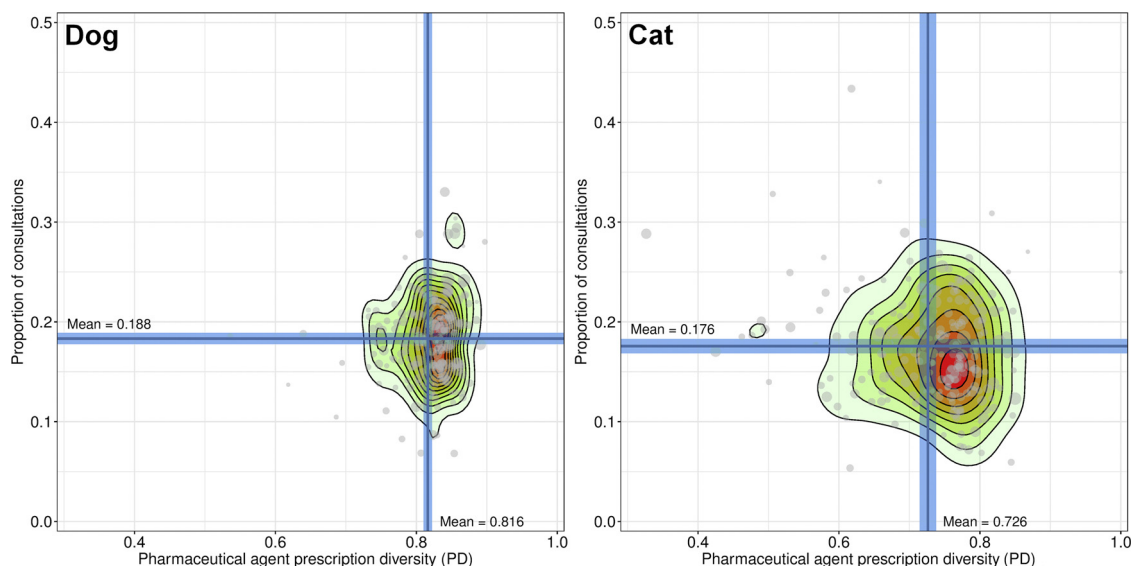 Dog
Proportion of consultations
0.5
0.4
0.3
0.2
0.1
0.0
Mean = 0.188
Mean = 0.816
0.4
0.6
0.8
1.0
Pharmaceutical agent prescription diversity (PD)
Cat
Proportion of consultations
0.5
0.4
0.3
0.2
0.1
0.0
Mean = 0.176
Mean = 0.726
0.4
0.6
0.8
1.0
Pharmaceutical agent prescription diversity (PD)